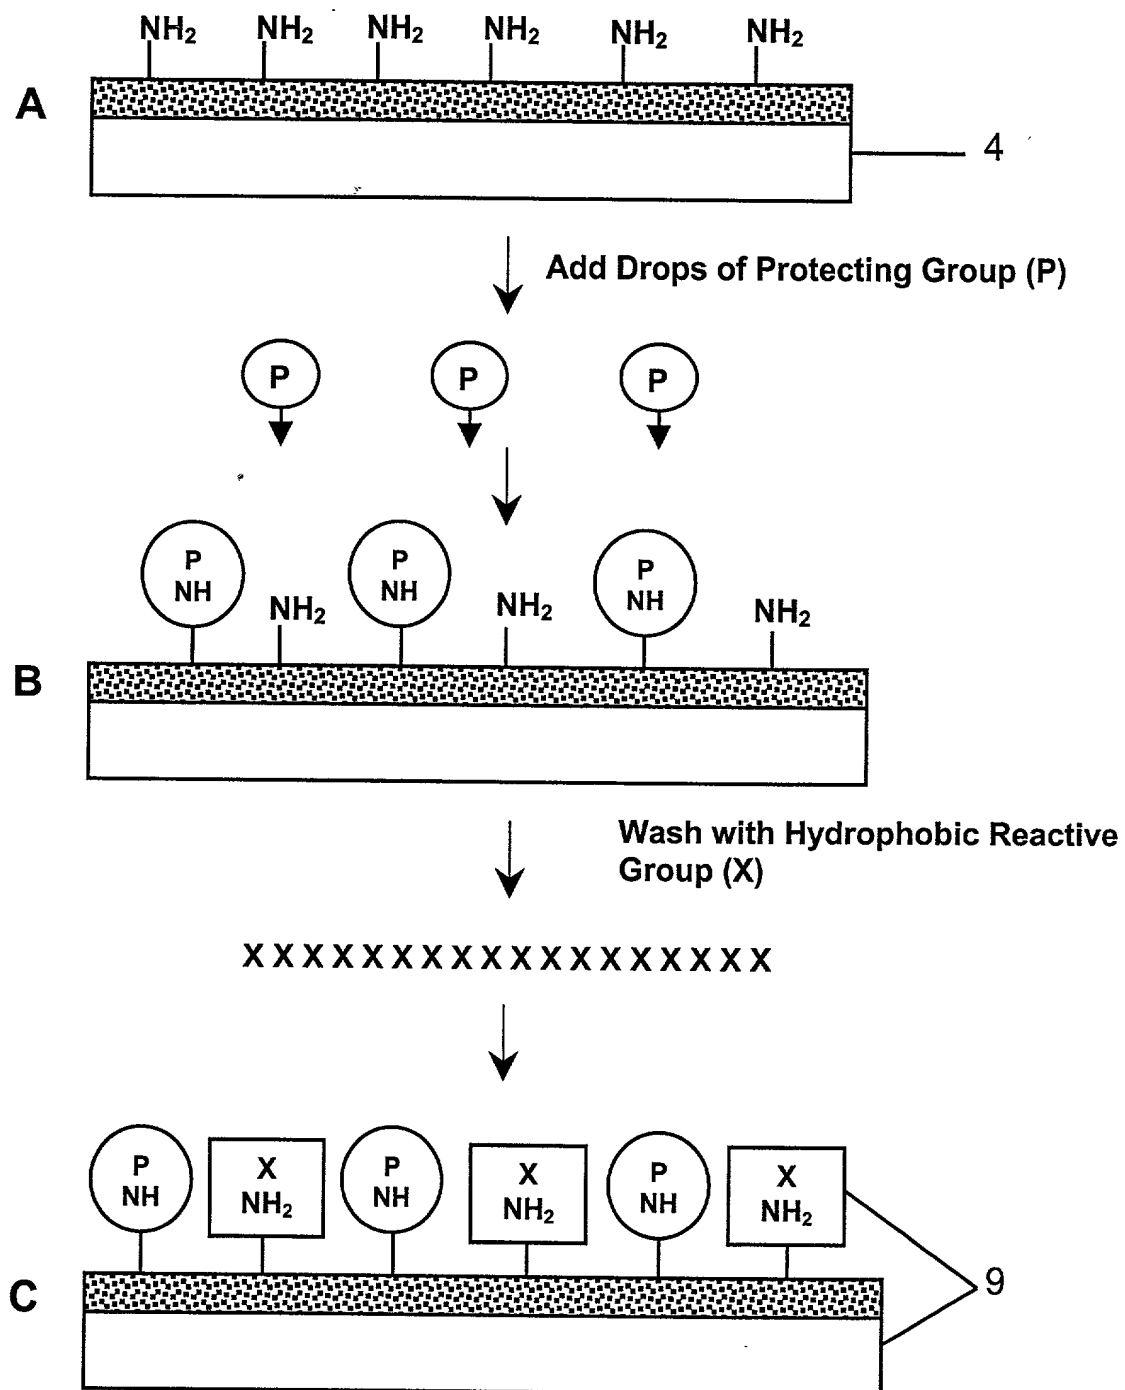 NH₂ NH₂ NH₂ NH₂ NH₂ NH₂
A
4
Add Drops of Protecting Group (P)
P P P
P P P
NH NH NH
NH₂ NH₂ NH₂
B
Wash with Hydrophobic Reactive
Group (X)
X X X X X X X X X X X X X X X X X X
P X P X P X
NH NH₂ NH NH₂ NH NH₂
C
9